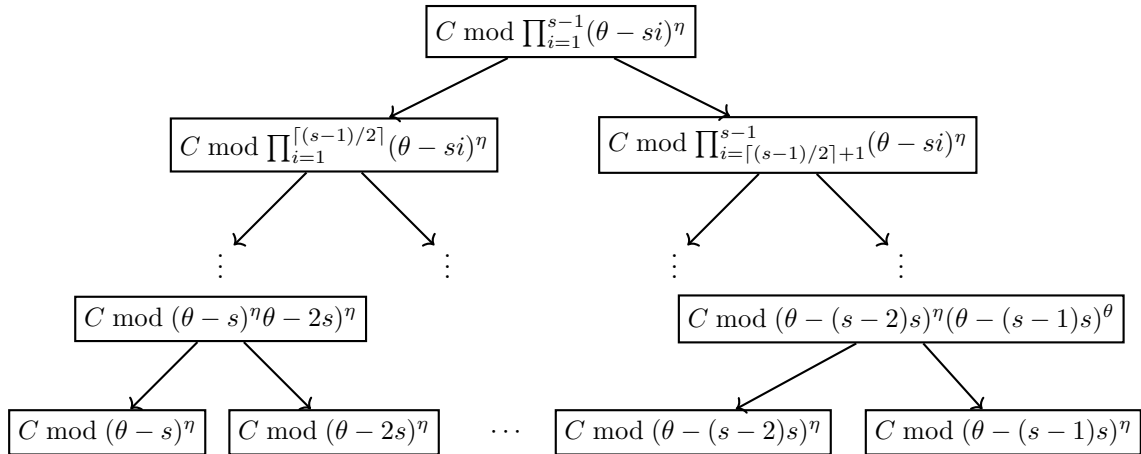 C mod ∏_{i=1}^{s−1}(θ − si)^η
C mod ∏_{i=1}^{⌈(s−1)/2⌉}(θ − si)^η
C mod ∏_{i=⌈(s−1)/2⌉+1}^{s−1}(θ − si)^η
⋮ ⋮ ⋮ ⋮
C mod (θ − s)^ηθ − 2s)^η
C mod (θ − (s − 2)s)^η(θ − (s − 1)s)^θ
C mod (θ − s)^η
C mod (θ − 2s)^η
⋯
C mod (θ − (s − 2)s)^η
C mod (θ − (s − 1)s)^η